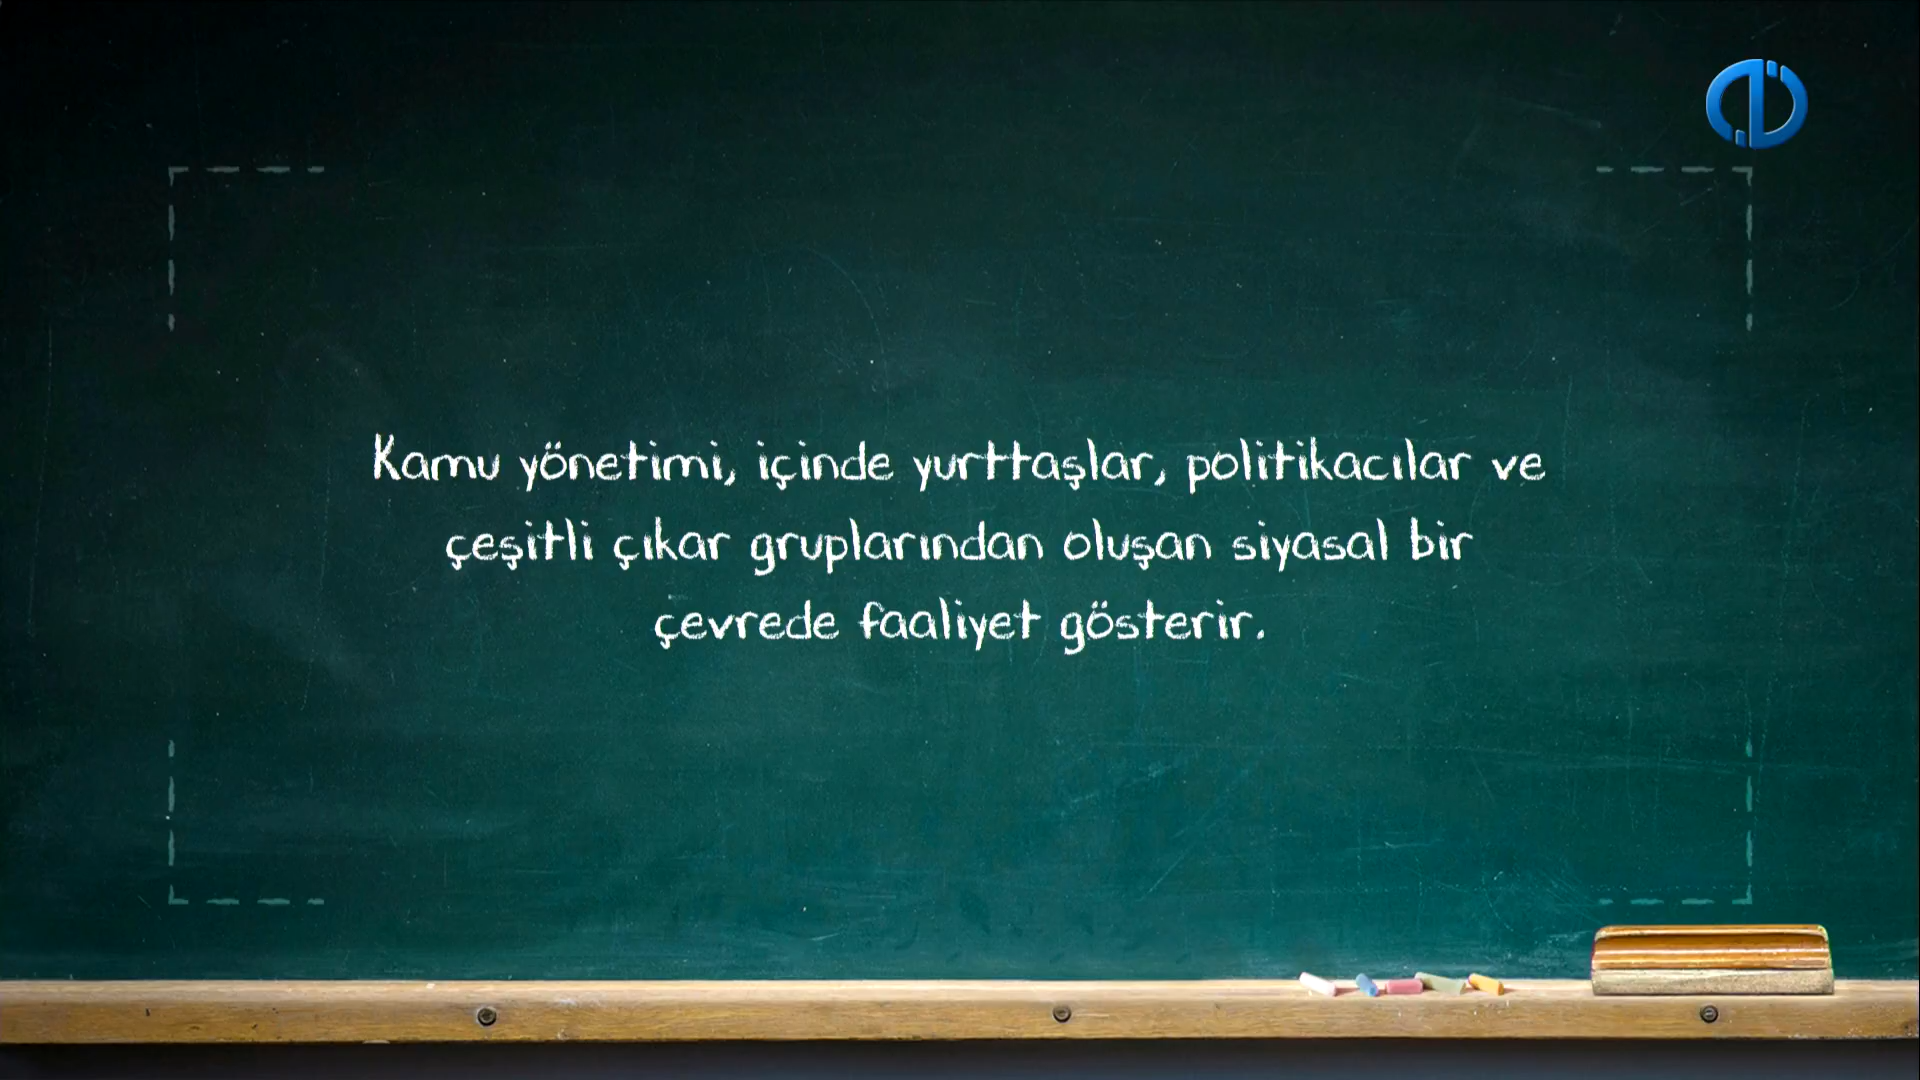 Kamu yönetimi, içinde yurttaşlar, politikacılar ve
çeşitli çıkar gruplarından oluşan siyasal bir
çevrede faaliyet gösterir.